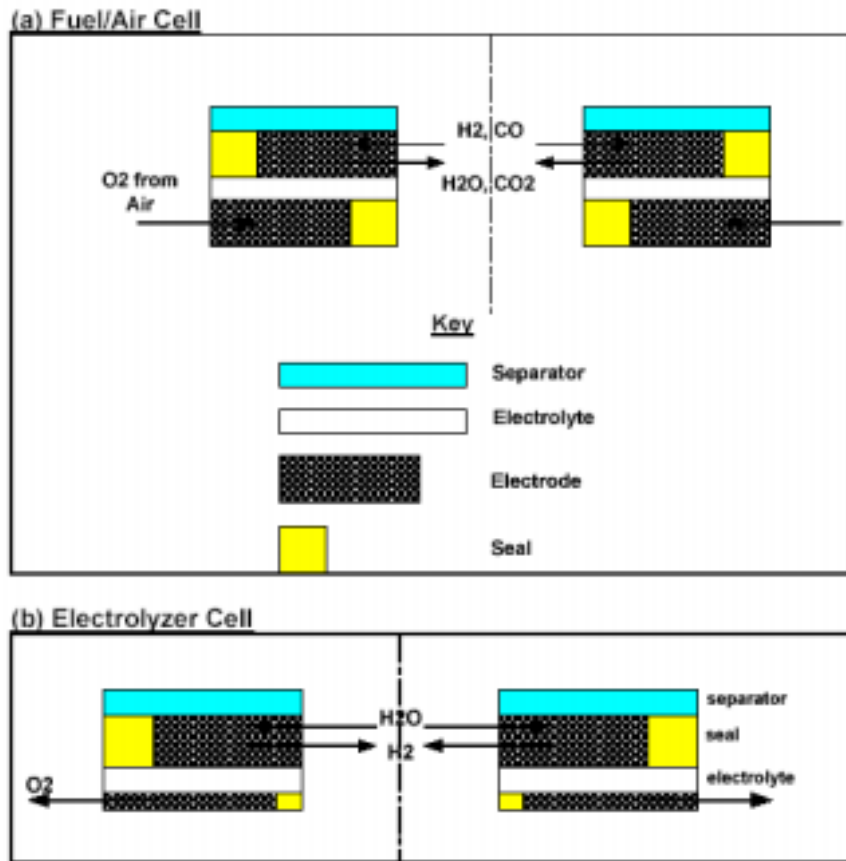 (a) Fuel/Air Cell
H2, CO
O2 from
Air
H2O, CO2
Key
Separator
Electrolyte
Electrode
Seal
(b) Electrolyzer Cell
separator
H2O
seal
H2
electrolyte
O2